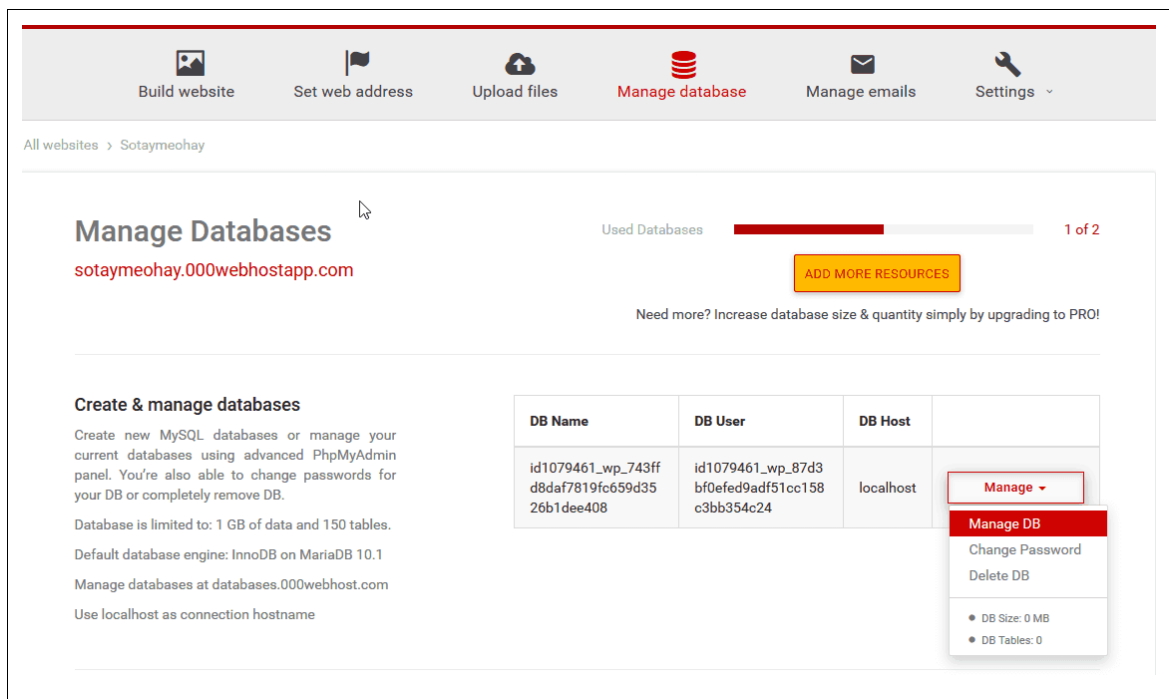 Build website
Set web address
Upload files
Manage database
Manage emails
Settings
All websites › Sotaymeohay
Manage Databases
sotaymeohay.000webhostapp.com
Used Databases
1 of 2
ADD MORE RESOURCES
Need more? Increase database size & quantity simply by upgrading to PRO!
Create & manage databases
Create new MySQL databases or manage your
current databases using advanced PhpMyAdmin
panel. You're also able to change passwords for
your DB or completely remove DB.
Database is limited to: 1 GB of data and 150 tables.
Default database engine: InnoDB on MariaDB 10.1
Manage databases at databases.000webhost.com
Use localhost as connection hostname
DB Name
DB User
DB Host
id1079461_wp_743ff
d8daf7819fc659d35
26b1dee408
id1079461_wp_87d3
bf0efed9adf51cc158
c3bb354c24
localhost
Manage
Manage DB
Change Password
Delete DB
● DB Size: 0 MB
● DB Tables: 0